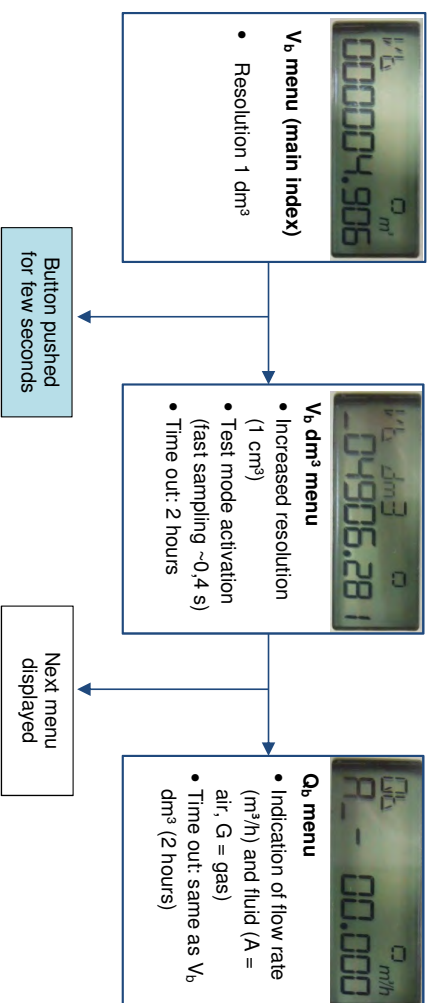 Vb
000004.906
m³
Vb menu (main index)
• Resolution 1 dm³
Button pushed
for few seconds
Vb dm3
_04906.281
Vb dm³ menu
• Increased resolution
(1 cm³)
• Test mode activation
(fast sampling ~0,4 s)
• Time out: 2 hours
Next menu
displayed
Qb
A_- 00.000
m³/h
Qb menu
• Indication of flow rate
(m³/h) and fluid (A =
air, G = gas)
• Time out: same as Vb
dm³ (2 hours)